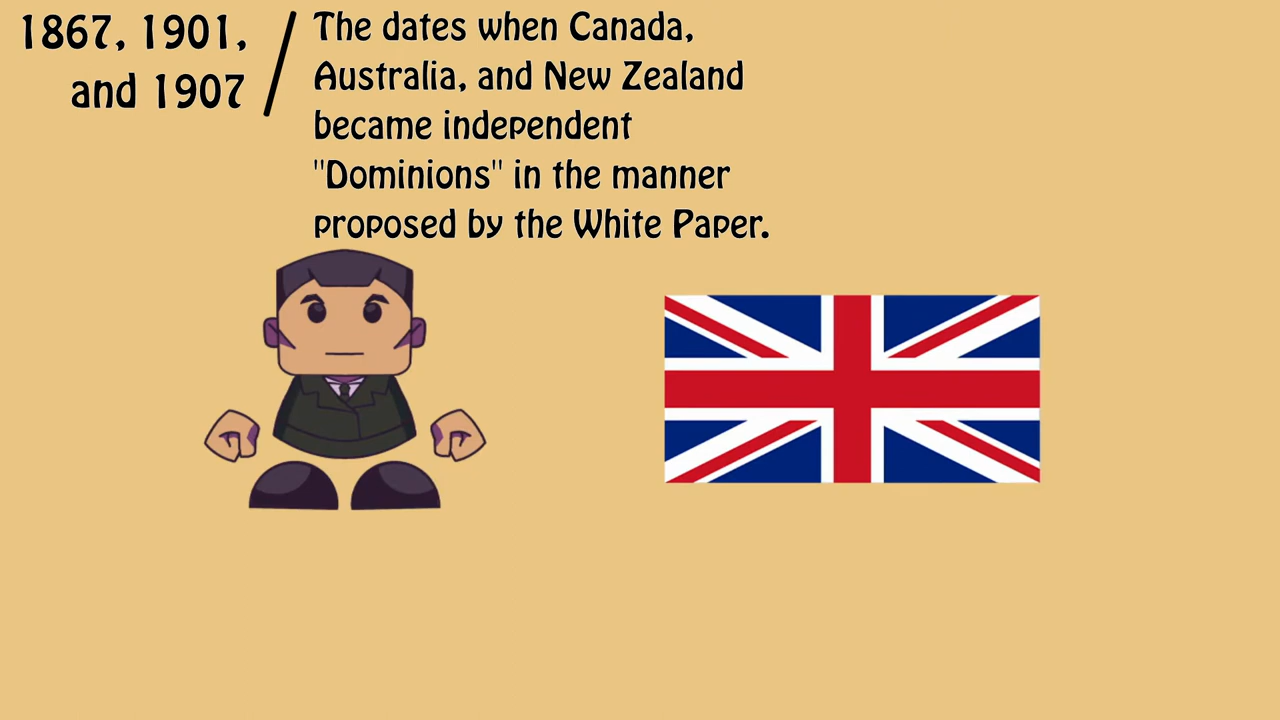 1867, 1901,
and 1907
The dates when Canada,
Australia, and New Zealand
became independent
"Dominions" in the manner
proposed by the White Paper.